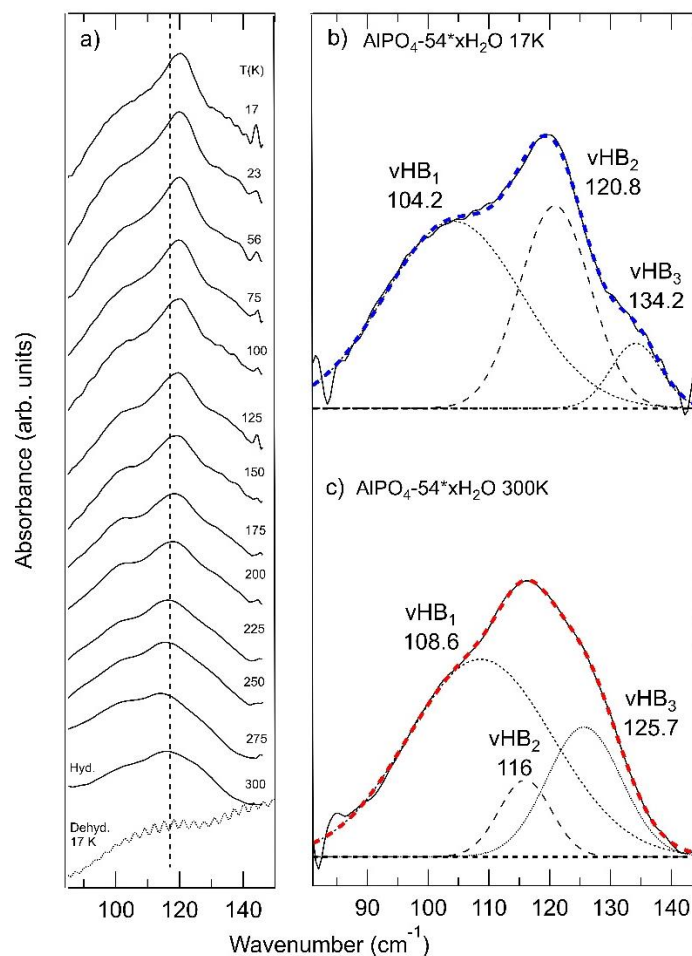 a)
T(K)
17
23
56
75
100
125
150
175
200
225
250
275
Hyd.
300
Dehyd.
17 K
100
120
140
Absorbance (arb. units)
b) AlPO₄-54*xH₂O 17K
vHB₁
104.2
vHB₂
120.8
vHB₃
134.2
c) AlPO₄-54*xH₂O 300K
vHB₁
108.6
vHB₂
116
vHB₃
125.7
90
100
110
120
130
140
Wavenumber (cm⁻¹)